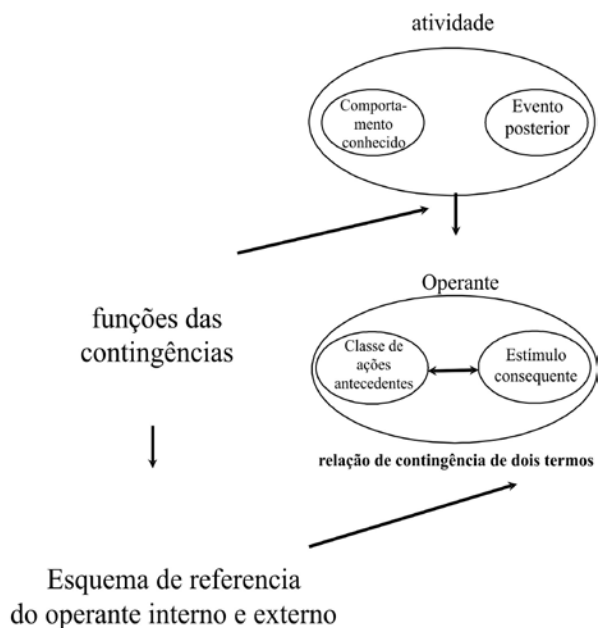 atividade
Comporta-
mento
conhecido
Evento
posterior
Operante
funções das
contingências
Classe de
ações
antecedentes
Estímulo
consequente
relação de contingência de dois termos
Esquema de referencia
do operante interno e externo